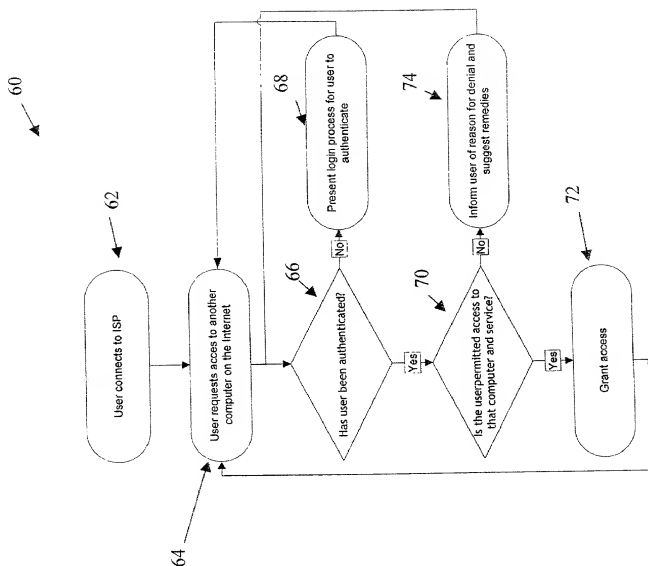 60
62
User connects to ISP
64
User requests acces to another
computer on the Internet
66
Has user been authenticated?
No
68
Present login process for user to
authenticate
Yes
70
Is the userpermitted access to
that computer and service?
No
74
Inform user of reason for denial and
suggest remedies
Yes
72
Grant access